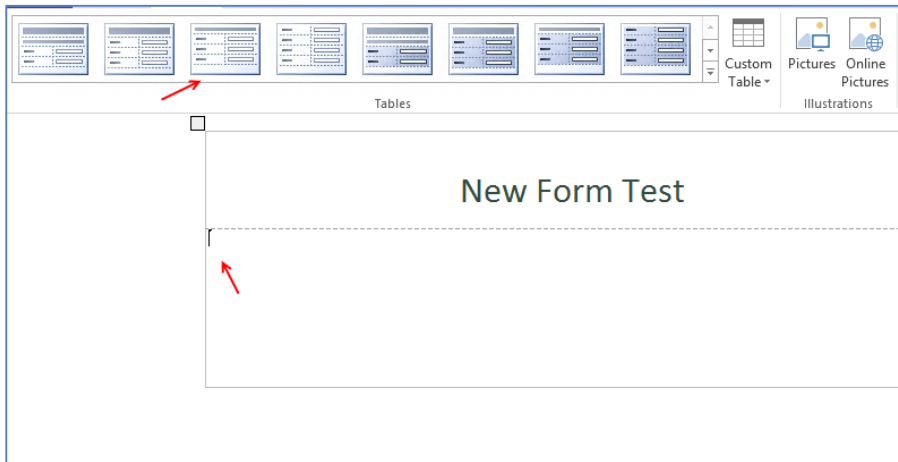 Custom
Table
Pictures
Online
Pictures
Tables
Illustrations
New Form Test